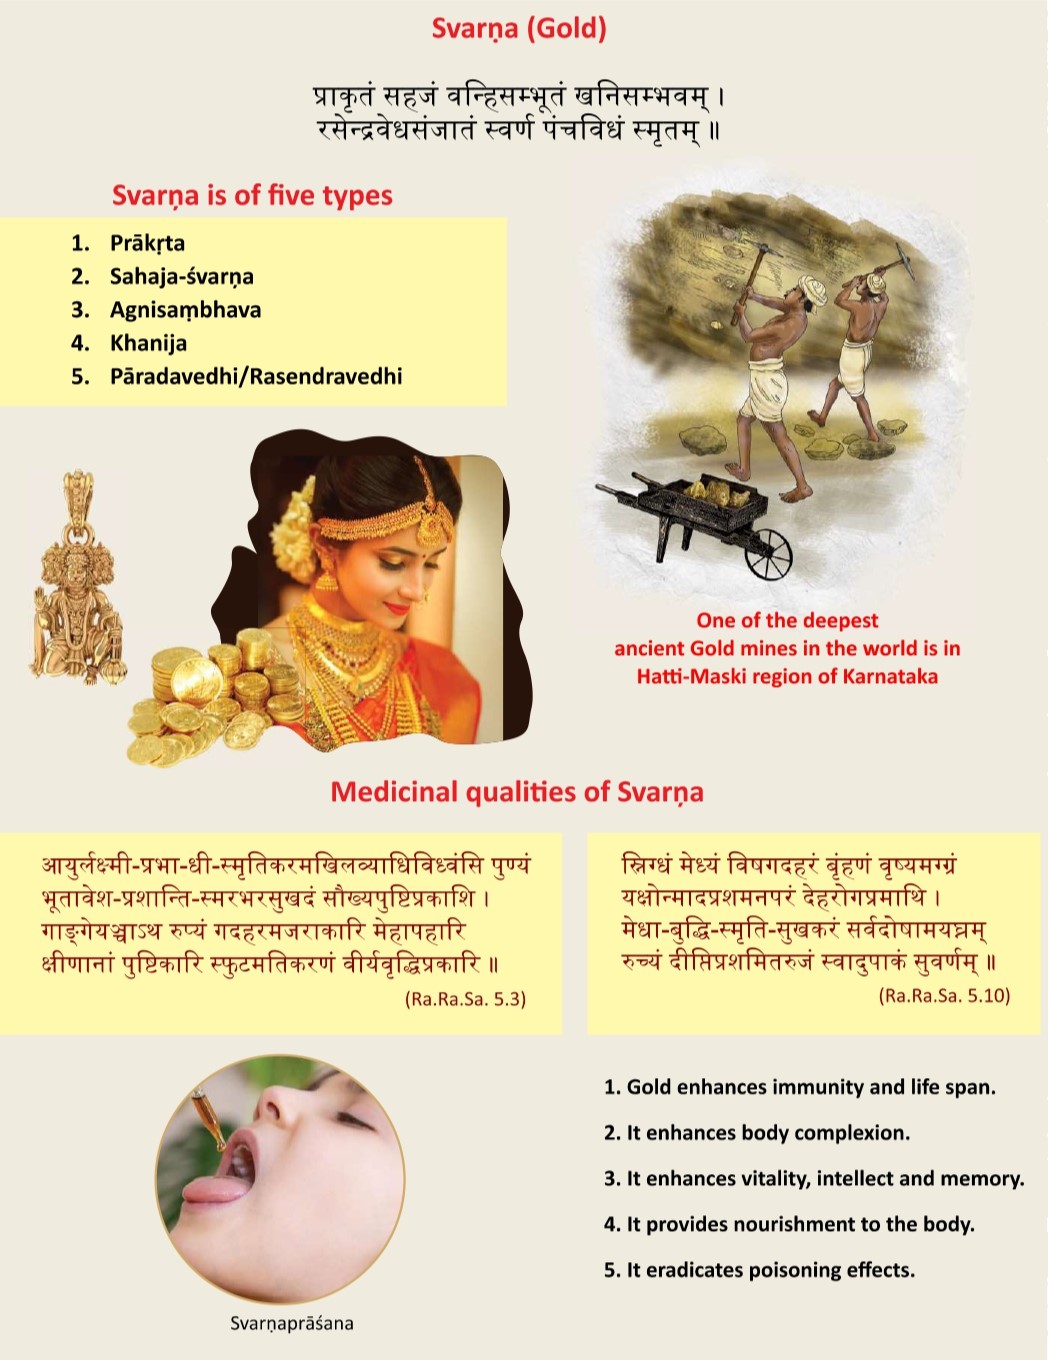 Svarṇa (Gold)
प्राकृतं सहजं वन्हिसम्भूतं खनिसम्भवम् ।
रसेन्द्रवेधसंजातं स्वर्ण पंचविधं स्मृतम् ॥
Svarṇa is of five types
1. Prākṛta
2. Sahaja-śvarṇa
3. Agnisaṃbhava
4. Khanija
5. Pāradavedhi/Rasendravedhi
One of the deepest
ancient Gold mines in the world is in
Hatti-Maski region of Karnataka
Medicinal qualities of Svarṇa
आयुर्लक्ष्मी-प्रभा-धी-स्मृतिकरमखिलव्याधिविध्वंसि पुण्यं
भूतावेश-प्रशान्ति-स्मरभरसुखदं सौख्यपुष्टिप्रकाशि ।
गाङ्गेयञ्चाऽथ रुप्यं गदहरमजराकारि मेहापहारि
क्षीणानां पुष्टिकारि स्फुटमतिकरणं वीर्यवृद्धिप्रकारि ॥
(Ra.Ra.Sa. 5.3)
स्निग्धं मेध्यं विषगदहरं बृंहणं वृष्यमग्रं
यक्षोन्मादप्रशमनपरं देहरोगप्रमाथि ।
मेधा-बुद्धि-स्मृति-सुखकरं सर्वदोषामयघ्नम्
रुच्यं दीप्तिप्रशमितरुजं स्वादुपाकं सुवर्णम् ॥
(Ra.Ra.Sa. 5.10)
1. Gold enhances immunity and life span.
2. It enhances body complexion.
3. It enhances vitality, intellect and memory.
4. It provides nourishment to the body.
5. It eradicates poisoning effects.
Svarṇaprāśana